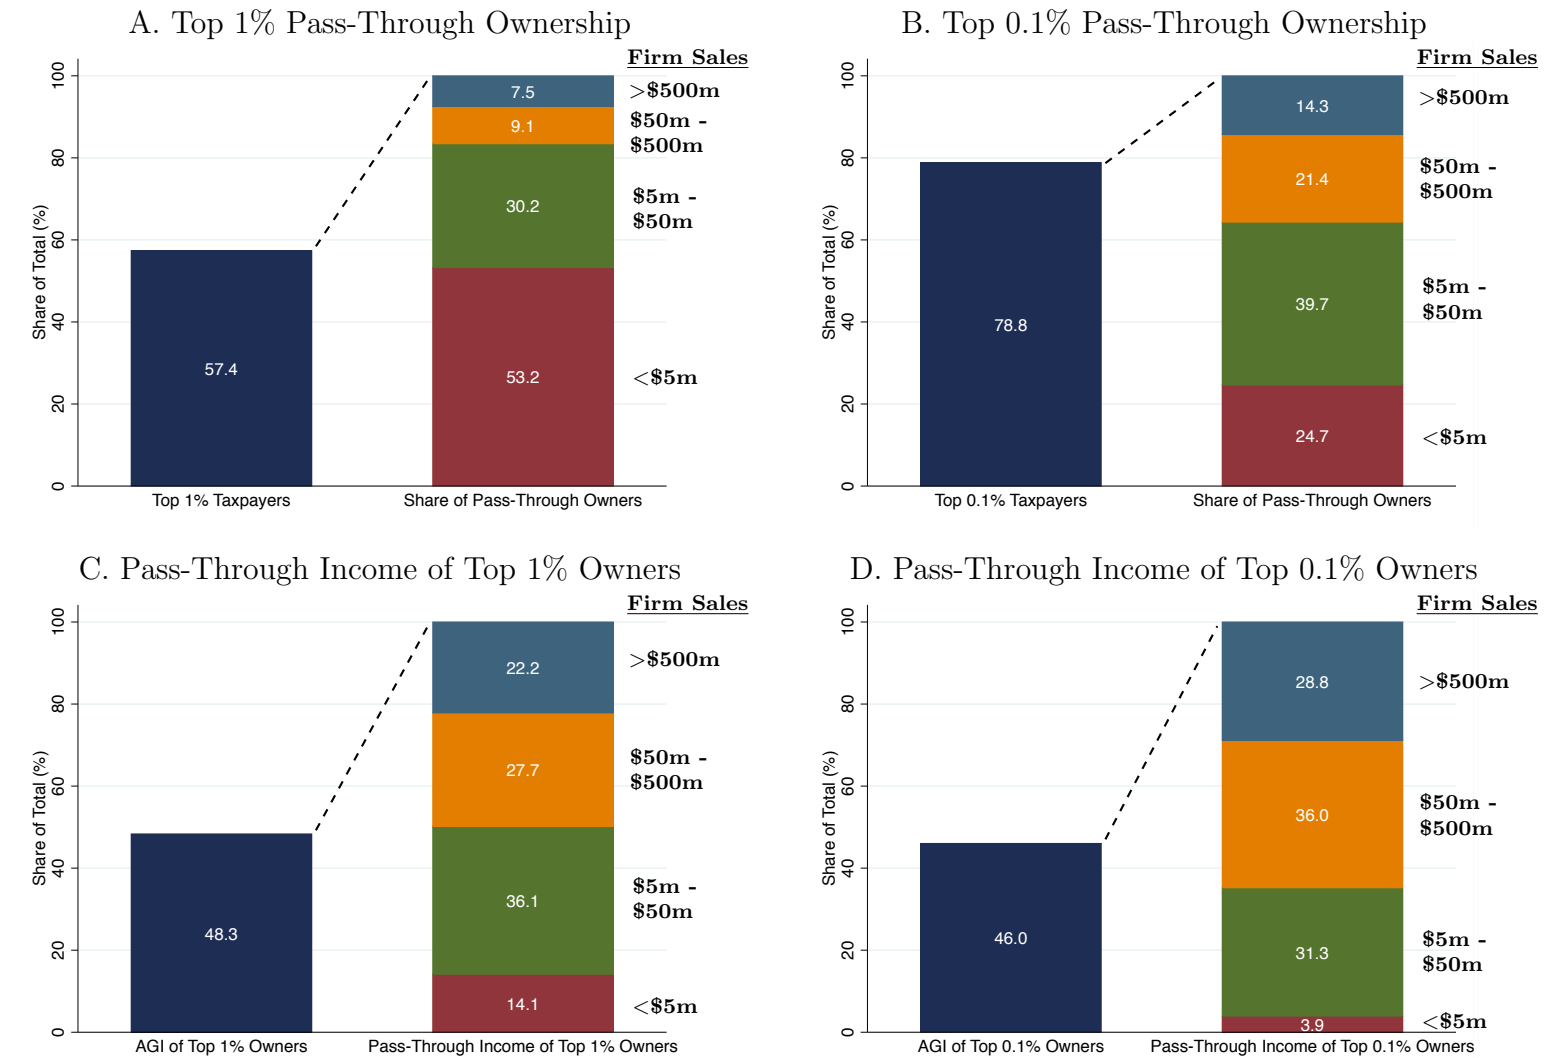 A. Top 1% Pass-Through Ownership
Firm Sales
Share of Total (%)
100
80
60
40
20
0
57.4
7.5
9.1
30.2
53.2
>$500m
$50m -
$500m
$5m -
$50m
<$5m
Top 1% Taxpayers
Share of Pass-Through Owners
B. Top 0.1% Pass-Through Ownership
Firm Sales
Share of Total (%)
100
80
60
40
20
0
78.8
14.3
21.4
39.7
24.7
>$500m
$50m -
$500m
$5m -
$50m
<$5m
Top 0.1% Taxpayers
Share of Pass-Through Owners
C. Pass-Through Income of Top 1% Owners
Firm Sales
Share of Total (%)
100
80
60
40
20
0
48.3
22.2
27.7
36.1
14.1
>$500m
$50m -
$500m
$5m -
$50m
<$5m
AGI of Top 1% Owners
Pass-Through Income of Top 1% Owners
D. Pass-Through Income of Top 0.1% Owners
Firm Sales
Share of Total (%)
100
80
60
40
20
0
46.0
28.8
36.0
31.3
3.9
>$500m
$50m -
$500m
$5m -
$50m
<$5m
AGI of Top 0.1% Owners
Pass-Through Income of Top 0.1% Owners